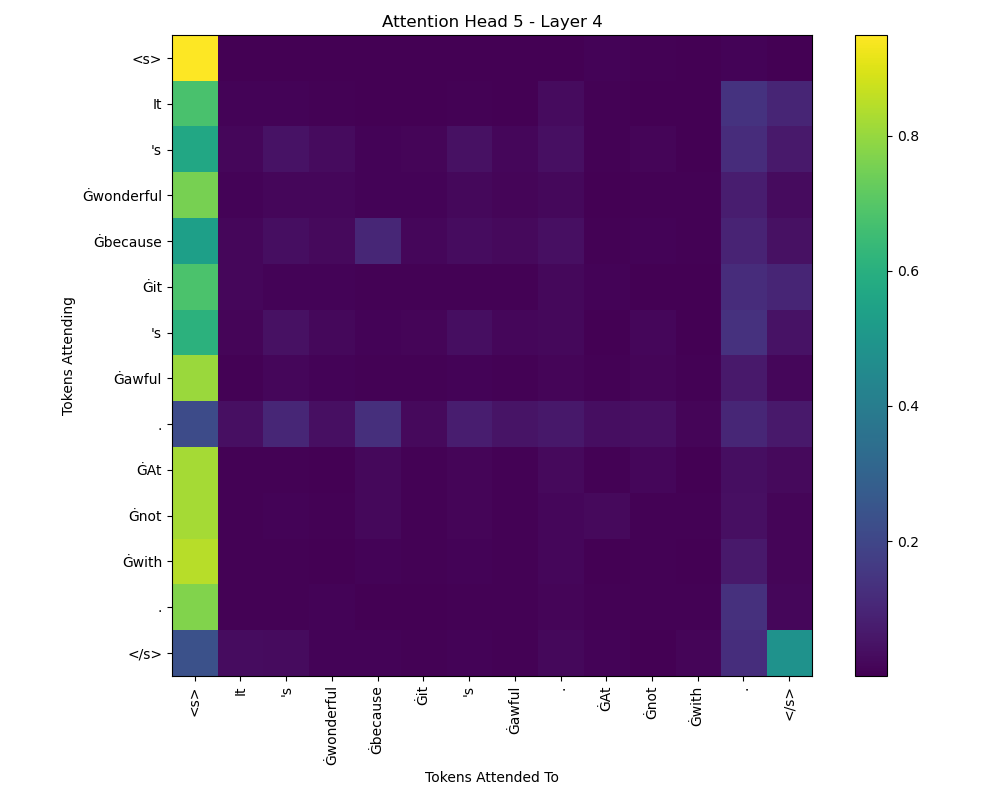 Attention Head 5 - Layer 4
Tokens Attending
<s>
It
's
Ġwonderful
Ġbecause
Ġit
's
Ġawful
.
ĠAt
Ġnot
Ġwith
.
</s>
<s>
It
's
Ġwonderful
Ġbecause
Ġit
's
Ġawful
.
ĠAt
Ġnot
Ġwith
.
</s>
Tokens Attended To
0.8
0.6
0.4
0.2